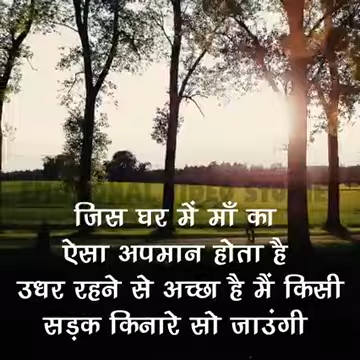 जिस घर में माँ का
ऐसा अपमान होता है
उधर रहने से अच्छा है मैं किसी
सड़क किनारे सो जाउंगी